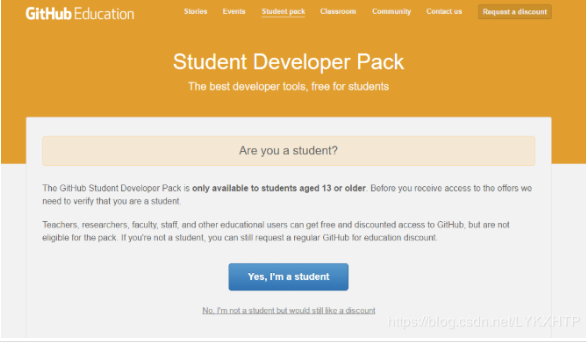 GitHub Education Stories Events Student pack Classroom Community Contact us Request a discount
Student Developer Pack
The best developer tools, free for students
Are you a student?
The GitHub Student Developer Pack is only available to students aged 13 or older. Before you receive access to the offers we
need to verify that you are a student.
Teachers, researchers, faculty, staff, and other educational users can get free and discounted access to GitHub, but are not
eligible for the pack. If you're not a student, you can still request a regular GitHub for education discount.
Yes, I'm a student
No, I'm not a student but would still like a discount
https://blog.csdn.net/LYKXHTP